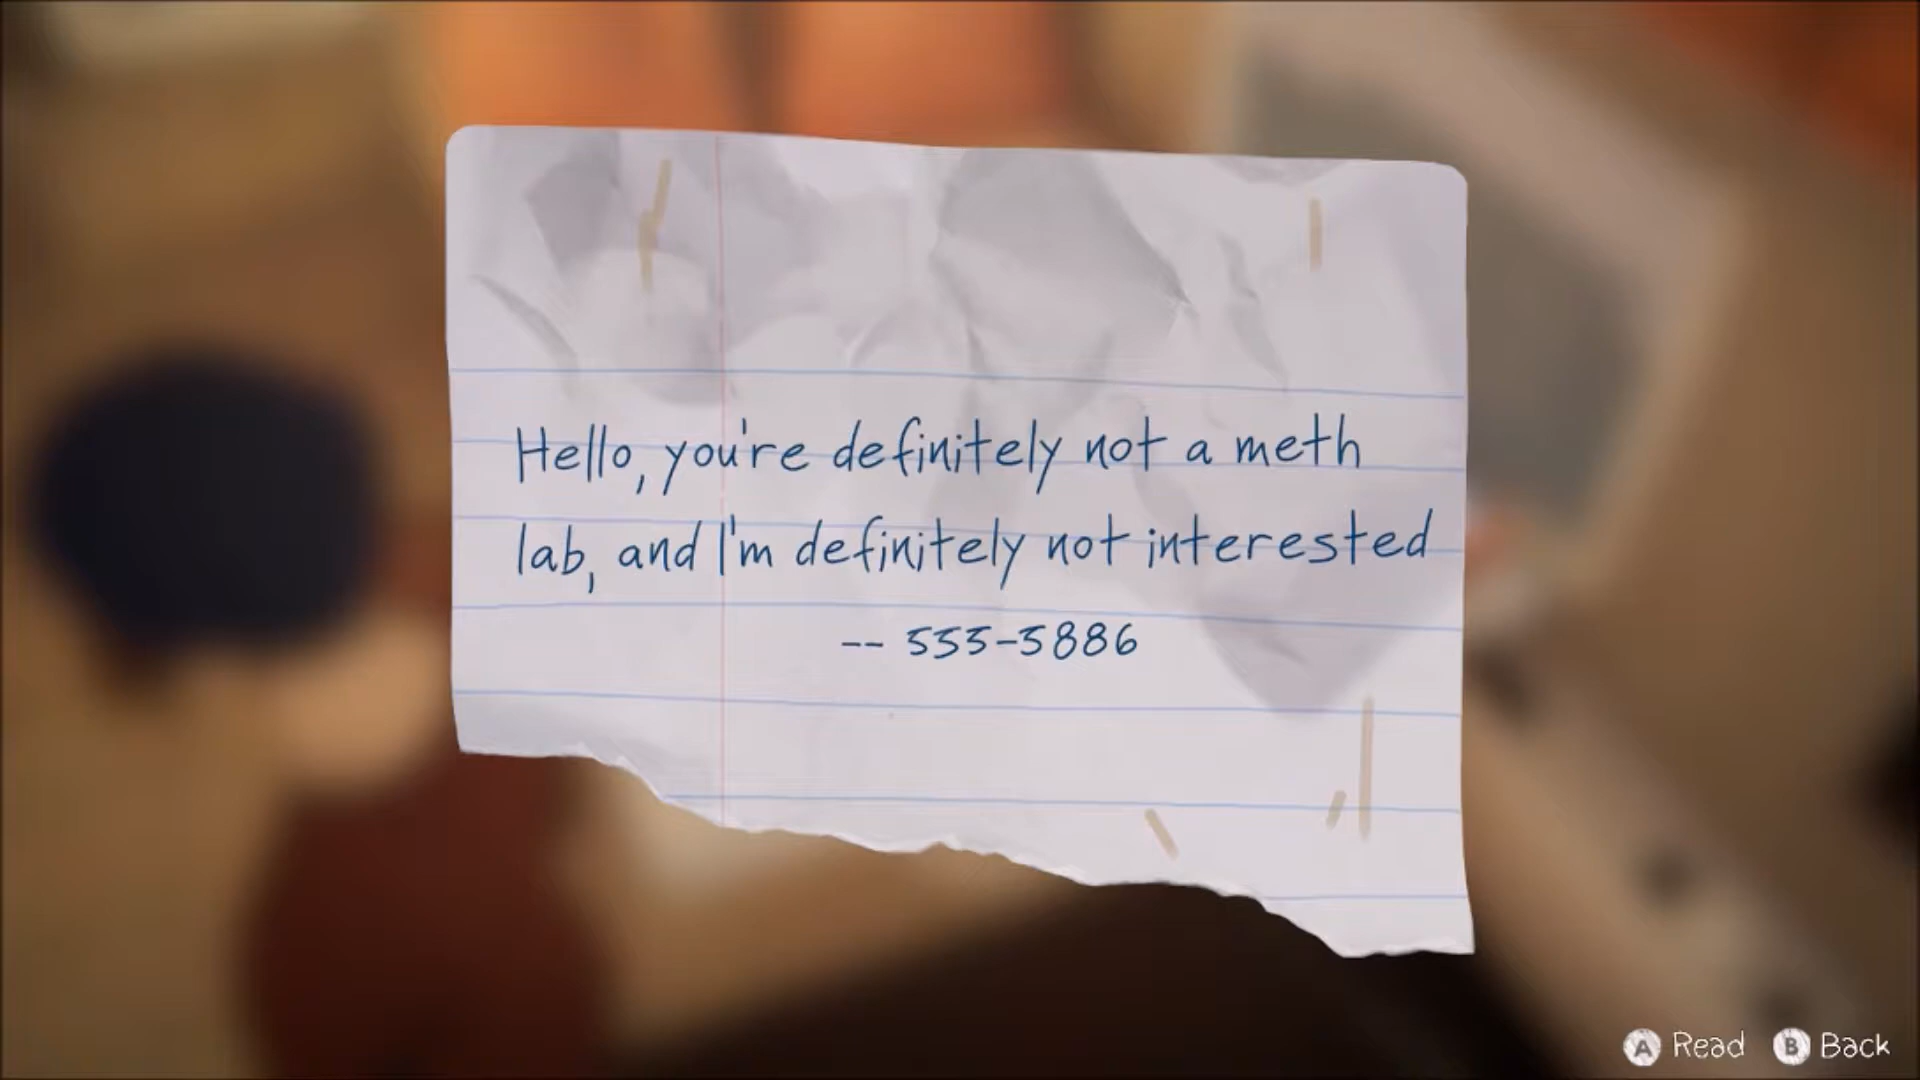 Hello, you're definitely not a meth
lab, and I'm definitely not interested
-- 555-5886
A Read B Back